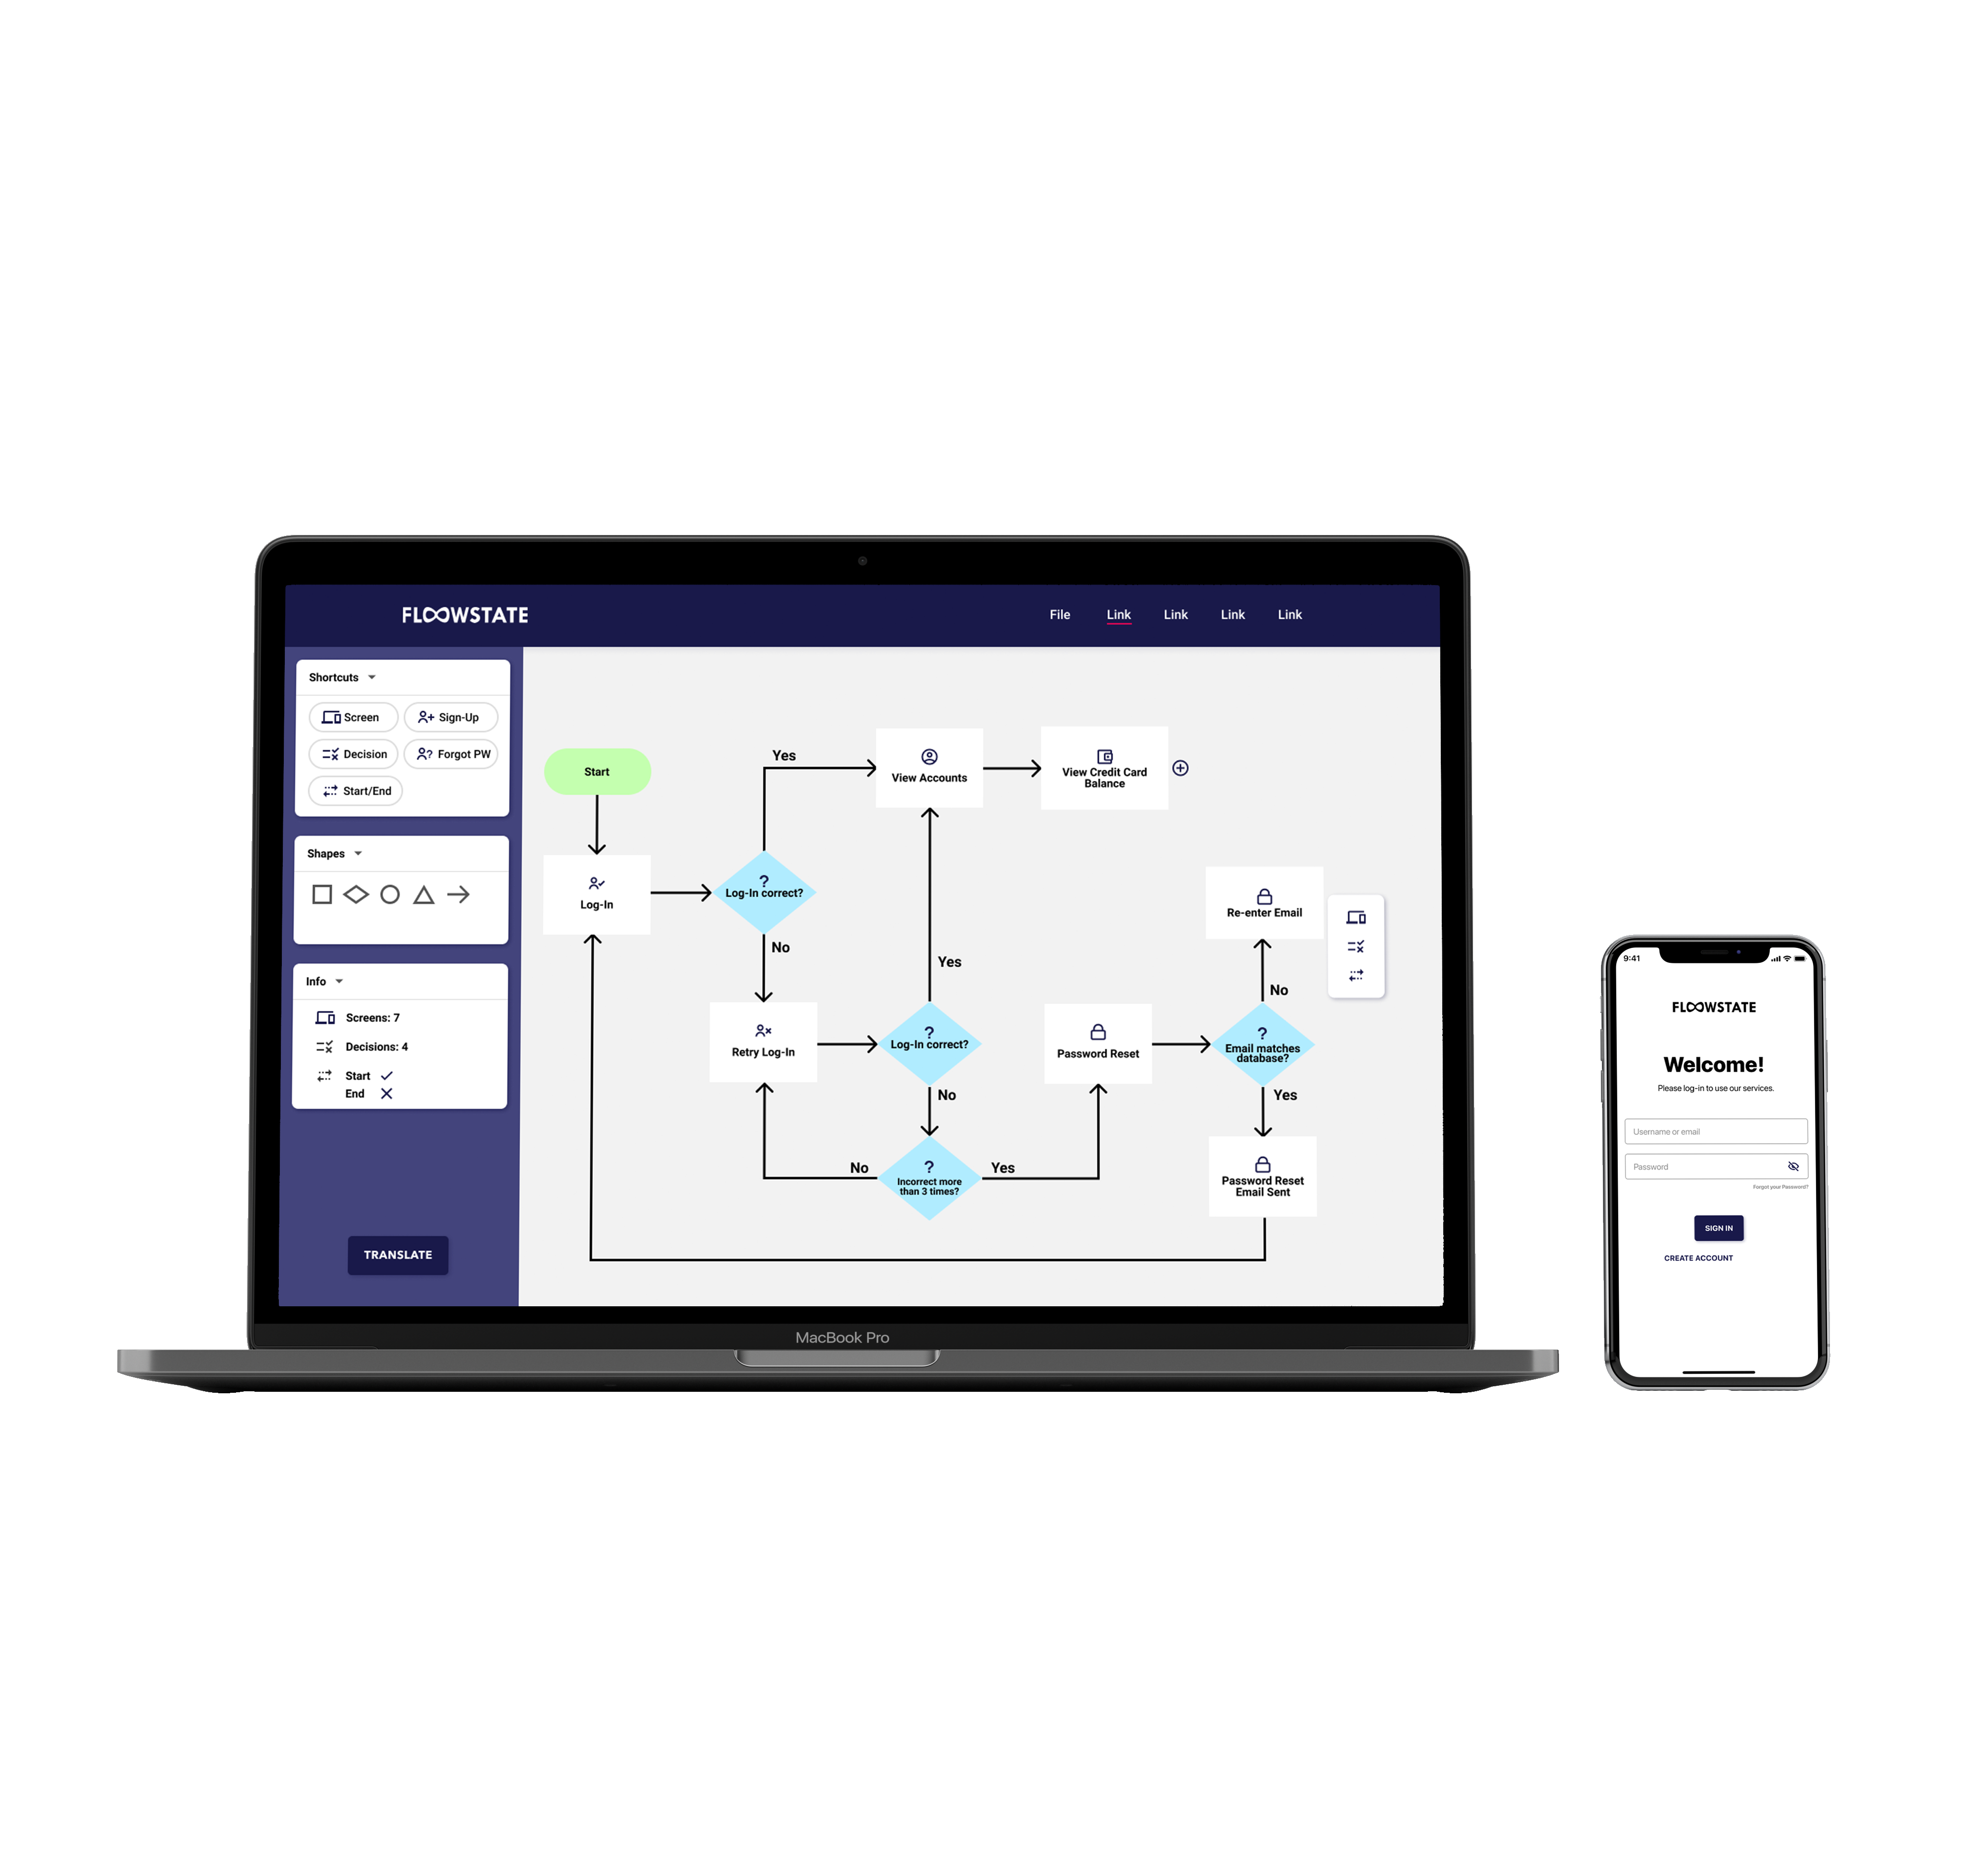 FLOWSTATE
File Link Link Link Link
Shortcuts
Screen
Sign-Up
Decision
Forgot PW
Start/End
Shapes
Info
Screens: 7
Decisions: 4
Start
End
TRANSLATE
Start
Log-In
?
Log-In correct?
Yes
No
View Accounts
View Credit Card
Balance
Retry Log-In
?
Log-In correct?
Yes
No
?
Incorrect more
than 3 times?
No
Yes
Password Reset
?
Email matches
database?
No
Re-enter Email
Yes
Password Reset
Email Sent
MacBook Pro
9:41
FLOWSTATE
Welcome!
Please log-in to use our services.
Username or email
Password
Forgot your Password?
SIGN IN
CREATE ACCOUNT